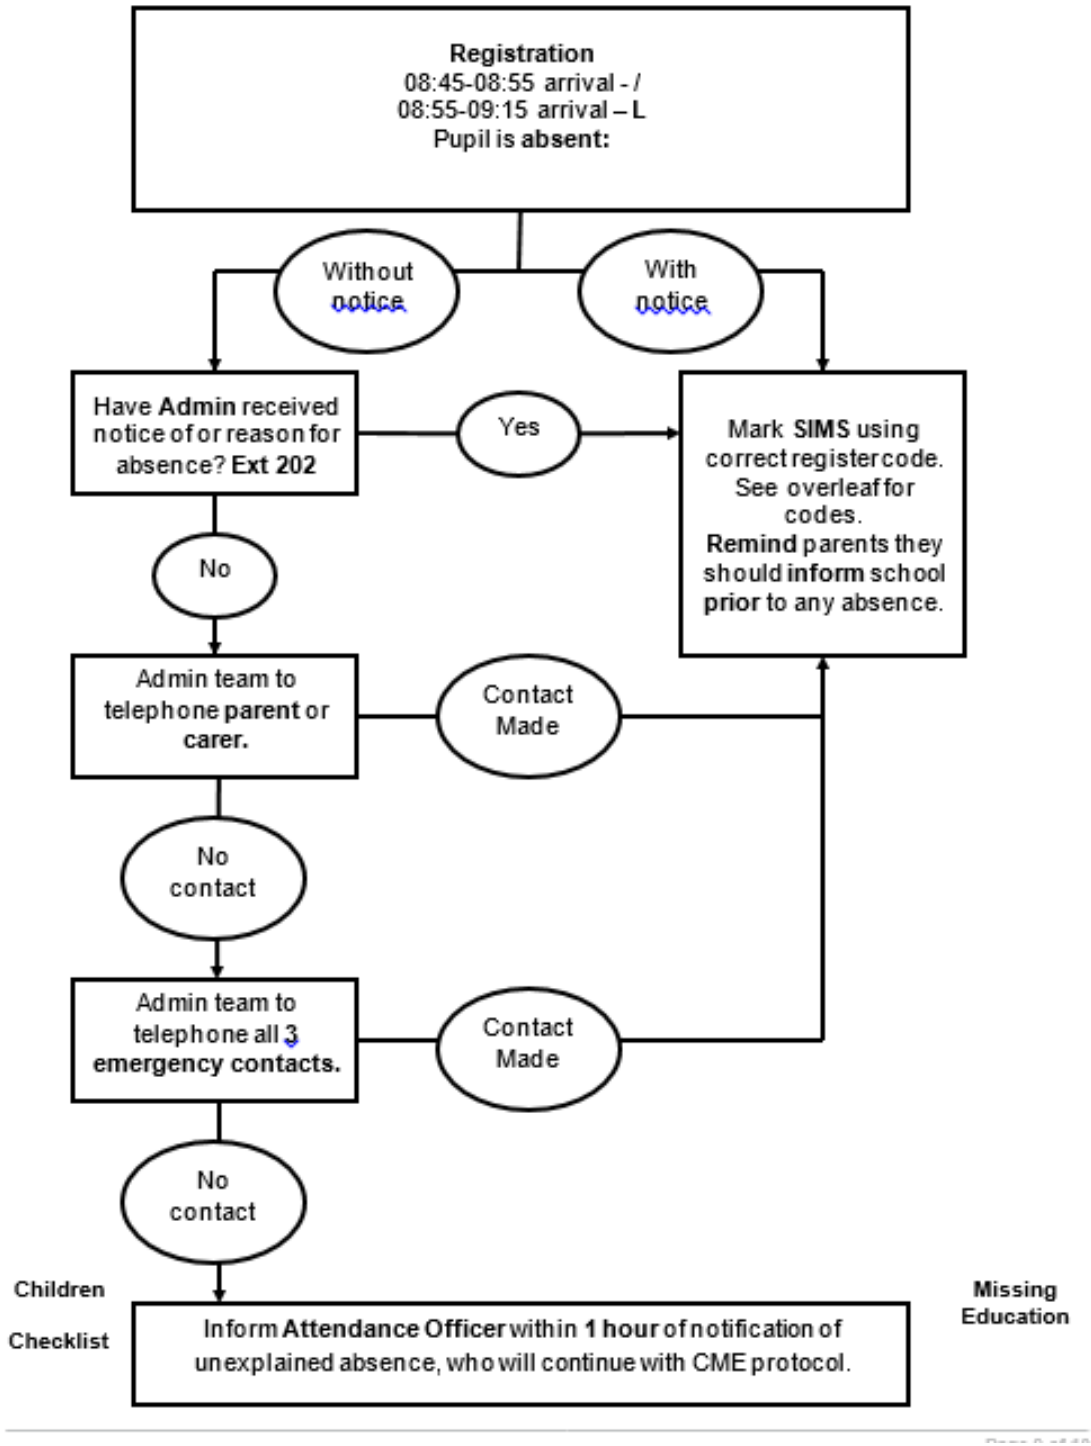 Registration
08:45-08:55 arrival - /
08:55-09:15 arrival – L
Pupil is absent:
Without
notice
With
notice
Have Admin received
notice of or reason for
absence? Ext 202
Yes
Mark SIMS using
correct register code.
See overleaf for
codes.
Remind parents they
should inform school
prior to any absence.
No
Admin team to
telephone parent or
carer.
Contact
Made
No
contact
Admin team to
telephone all 3
emergency contacts.
Contact
Made
No
contact
Children
Checklist
Missing
Education
Inform Attendance Officer within 1 hour of notification of
unexplained absence, who will continue with CME protocol.